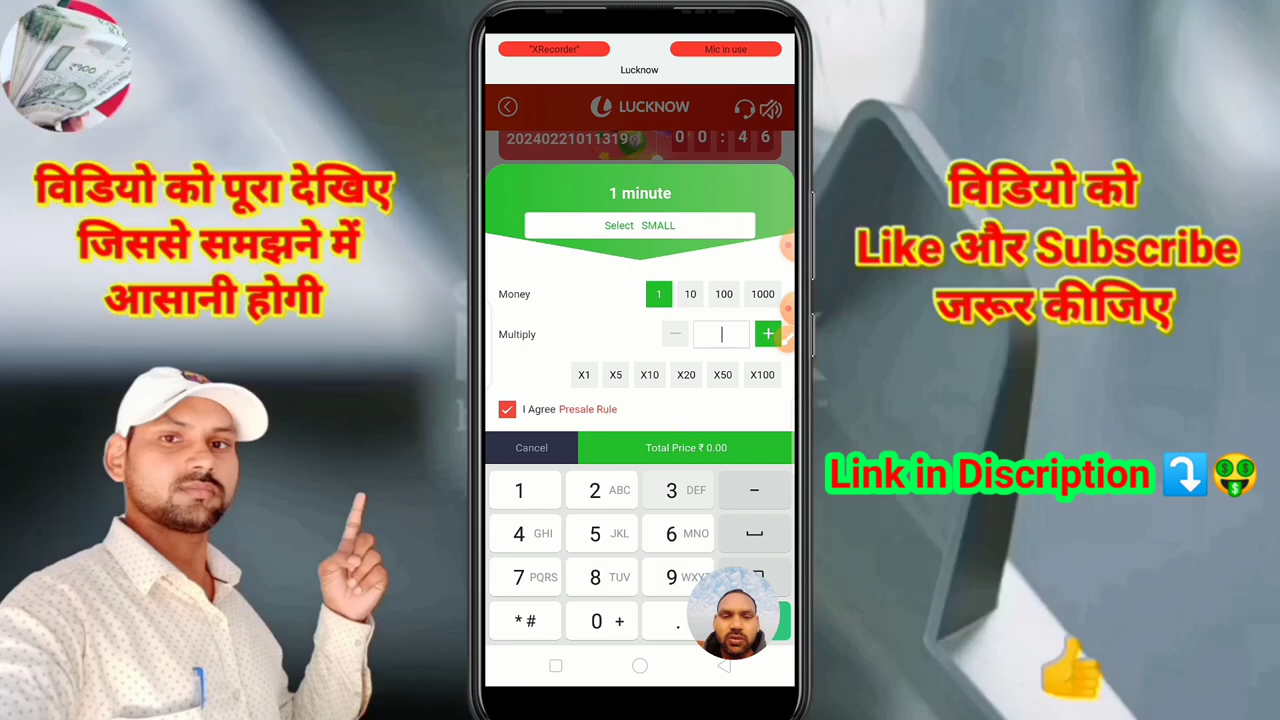 "XRecorder"
Mic in use
Lucknow
LUCKNOW
20240221011319
0 0 : 4 6
1 minute
Select SMALL
Money
1
10
100
1000
Multiply
X1
X5
X10
X20
X50
X100
I Agree Presale Rule
Cancel
Total Price ₹ 0.00
1
2 ABC
3 DEF
−
4 GHI
5 JKL
6 MNO
7 PQRS
8 TUV
9 WXY
* #
0 +
.
विडियो को पूरा देखिए
जिससे समझने में
आसानी होगी
विडियो को
Like और Subscribe
जरूर कीजिए
Link in Discription